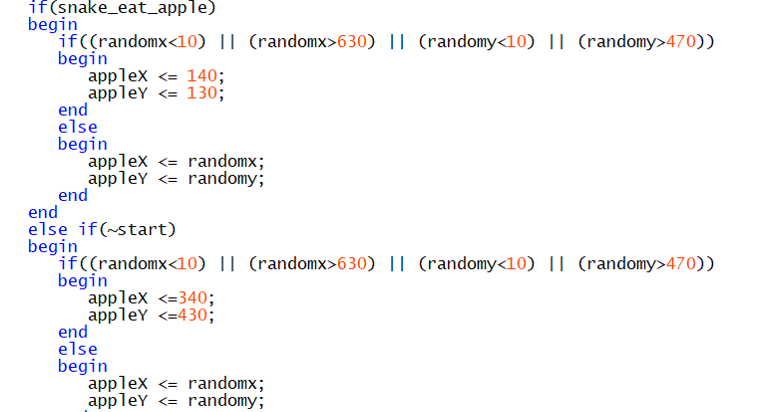 if(snake_eat_apple)
begin
if((randomx<10) || (randomx>630) || (randomy<10) || (randomy>470))
begin
appleX <= 140;
appleY <= 130;
end
else
begin
appleX <= randomx;
appleY <= randomy;
end
end
else if(~start)
begin
if((randomx<10) || (randomx>630) || (randomy<10) || (randomy>470))
begin
appleX <=340;
appleY <=430;
end
else
begin
appleX <= randomx;
appleY <= randomy;